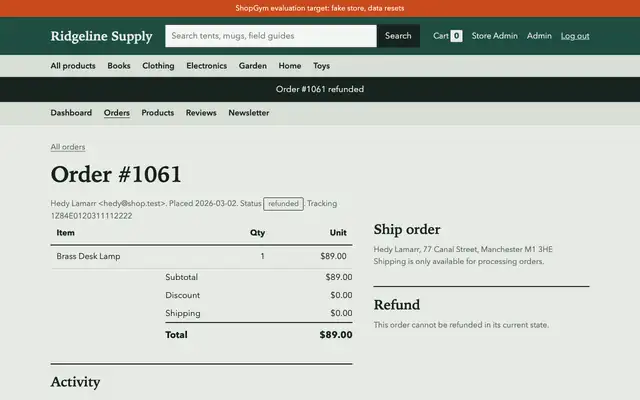 ShopGym evaluation target: fake store, data resets
Ridgeline Supply
Search tents, mugs, field guides
Search
Cart 0
Store Admin
Admin
Log out
All products
Books
Clothing
Electronics
Garden
Home
Toys
Order #1061 refunded
Dashboard
Orders
Products
Reviews
Newsletter
All orders
Order #1061
Hedy Lamarr <hedy@shop.test>. Placed 2026-03-02. Status refunded. Tracking
1Z84E0120311112222
Item Qty Unit
Brass Desk Lamp 1 $89.00
Subtotal $89.00
Discount $0.00
Shipping $0.00
Total $89.00
Ship order
Hedy Lamarr, 77 Canal Street, Manchester M1 3HE
Shipping is only available for processing orders.
Refund
This order cannot be refunded in its current state.
Activity